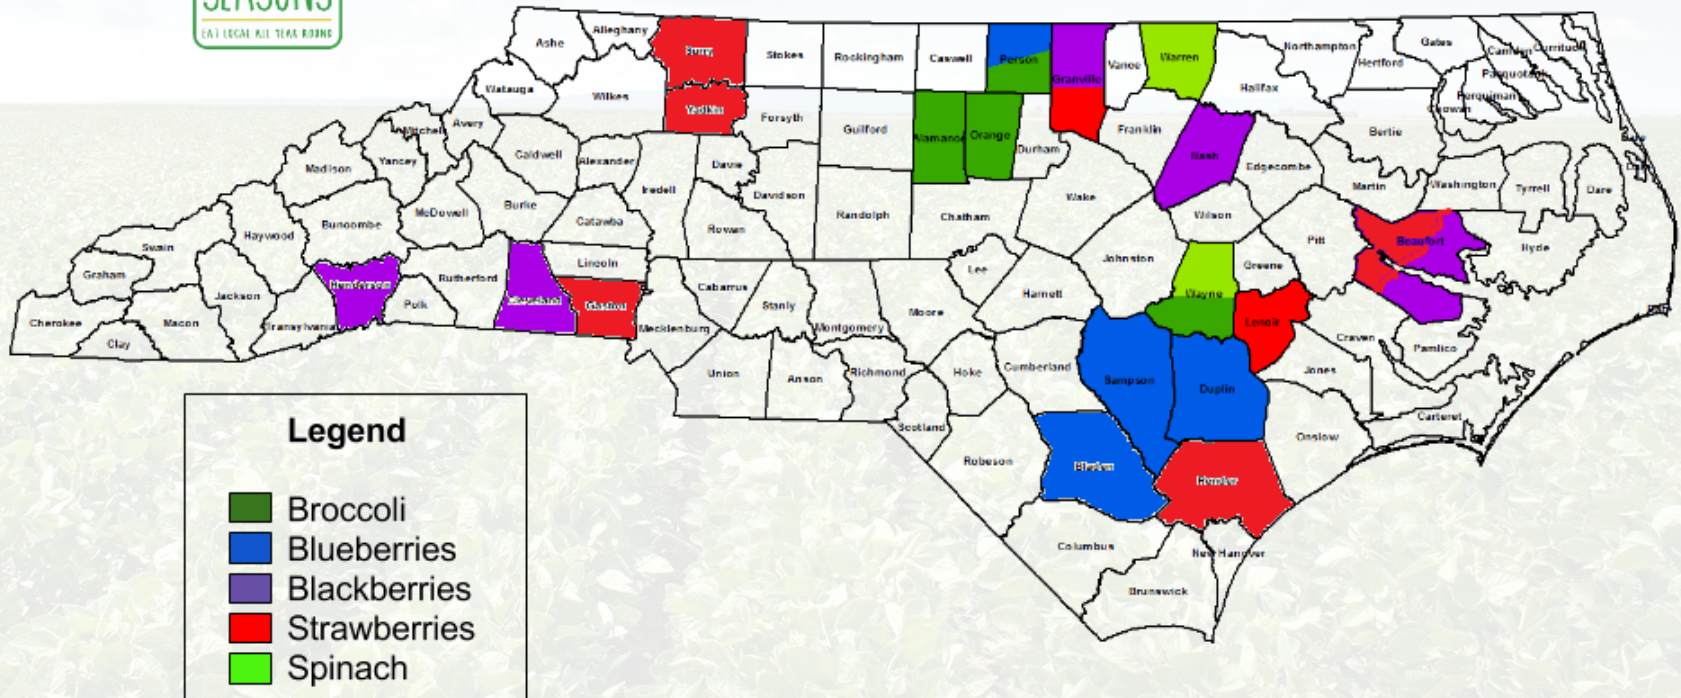 SEASONS
EAT LOCAL ALL YEAR ROUND
Ashe
Alleghany
Surry
Stokes
Rockingham
Caswell
Person
Granville
Vance
Warren
Northampton
Gates
Camden
Currituck
Hertford
Pasquotank
Perquiman
Chowan
Halifax
Watauga
Wilkes
Yadkin
Forsyth
Guilford
Alamance
Orange
Durham
Franklin
Nash
Edgecombe
Bertie
Mitchell
Avery
Caldwell
Alexander
Davie
Iredell
Madison
Yancey
Davidson
Randolph
Chatham
Wake
Wilson
Martin
Washington
Tyrrell
Dare
Dare
Dare
McDowell
Burke
Catawba
Rowan
Buncombe
Haywood
Swain
Graham
Jackson
Henderson
Rutherford
Cleveland
Lincoln
Gaston
Polk
Cherokee
Macon
Clay
Transylvania
Mecklenburg
Cabarrus
Stanly
Montgomery
Moore
Lee
Harnett
Johnston
Wayne
Greene
Pitt
Beaufort
Hyde
Lenoir
Craven
Pamlico
Jones
Union
Anson
Richmond
Hoke
Cumberland
Sampson
Duplin
Carteret
Scotland
Robeson
Bladen
Pender
Onslow
Columbus
New Hanover
Brunswick
Legend
Broccoli
Blueberries
Blackberries
Strawberries
Spinach